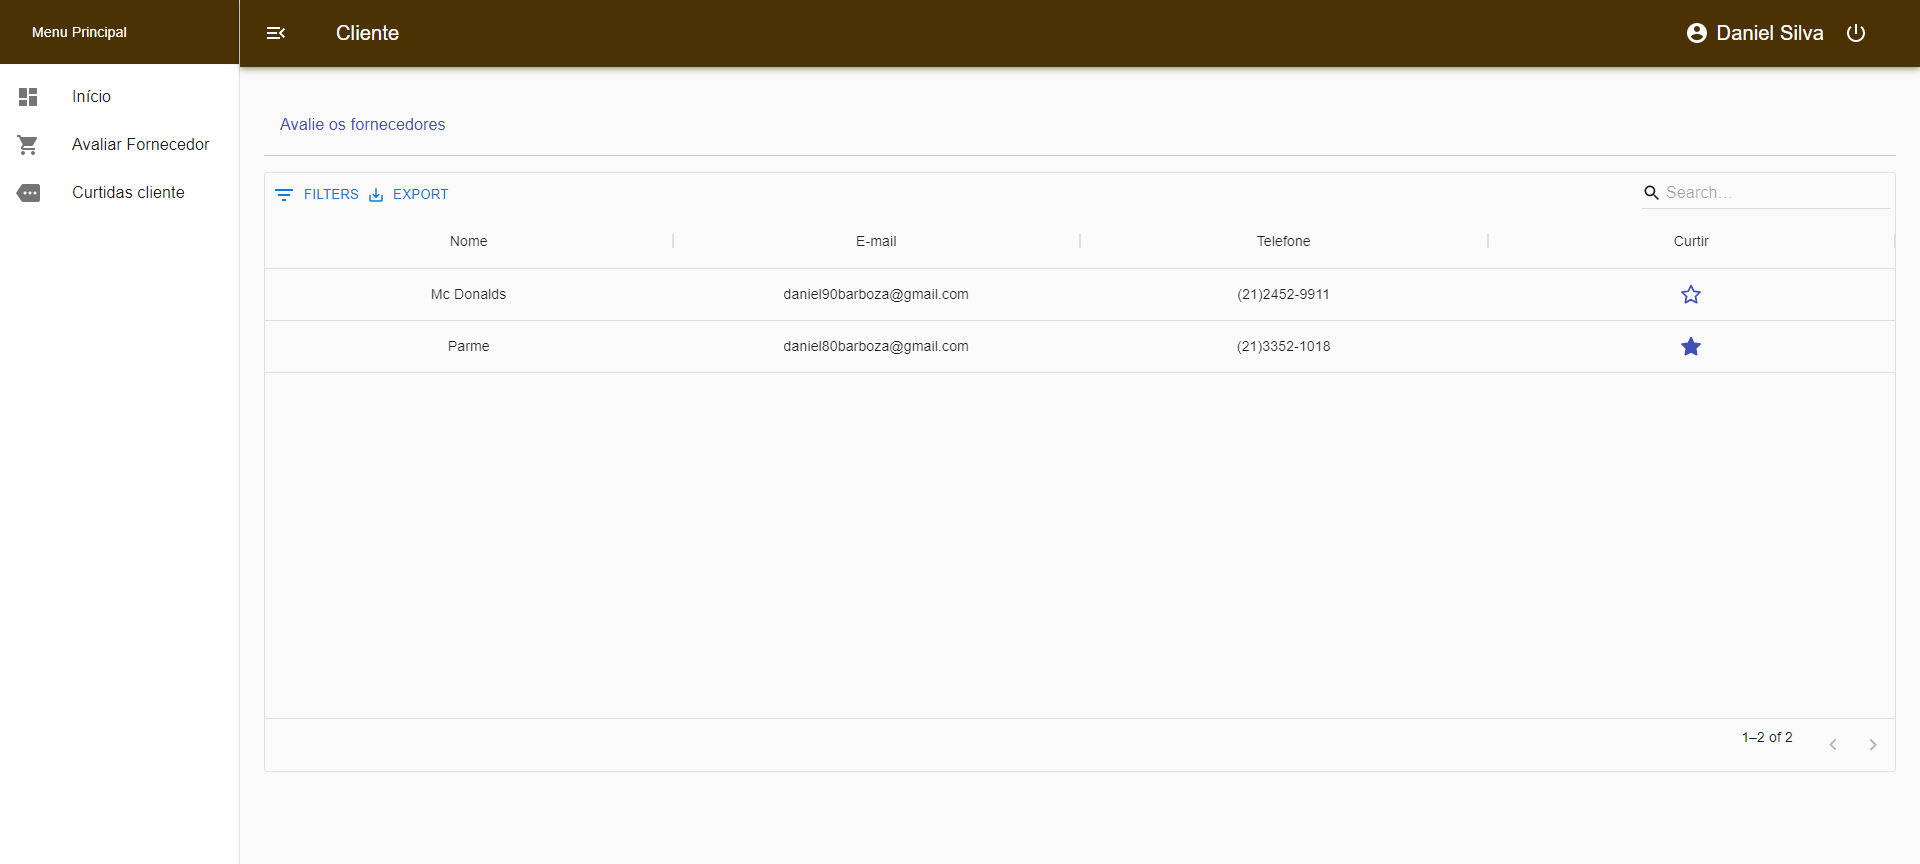 Menu Principal
Cliente
Daniel Silva
Início
Avaliar Fornecedor
Curtidas cliente
Avalie os fornecedores
FILTERS EXPORT
Search...
Nome E-mail Telefone Curtir
Mc Donalds daniel90barboza@gmail.com (21)2452-9911
Parme daniel80barboza@gmail.com (21)3352-1018
1–2 of 2